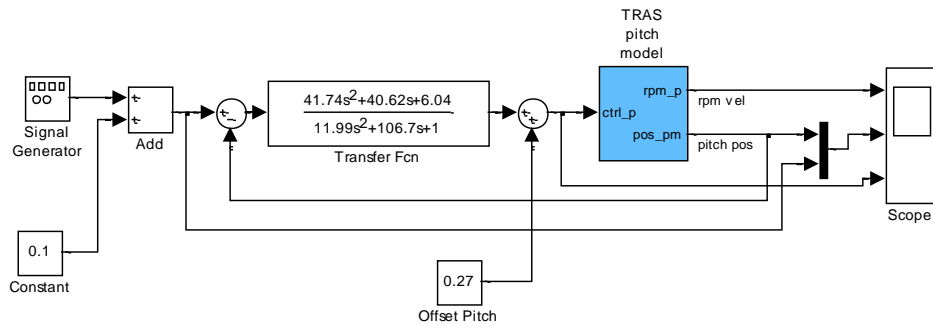 TRAS
pitch
model
rpm_p
rpm vel
ctrl_p
pos_pm
pitch pos
Signal
Generator
+
+
Add
+
-
41.74s²+40.62s+6.04
11.99s²+106.7s+1
Transfer Fcn
+
+
Scope
0.1
Constant
0.27
Offset Pitch